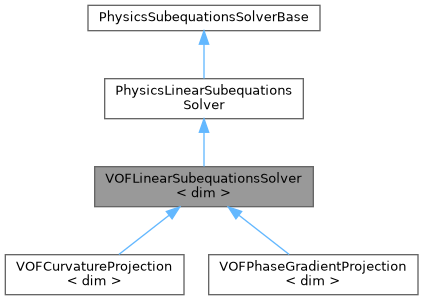 PhysicsSubequationsSolverBase
PhysicsLinearSubequations
Solver
VOFLinearSubequationsSolver
< dim >
VOFCurvatureProjection
< dim >
VOFPhaseGradientProjection
< dim >